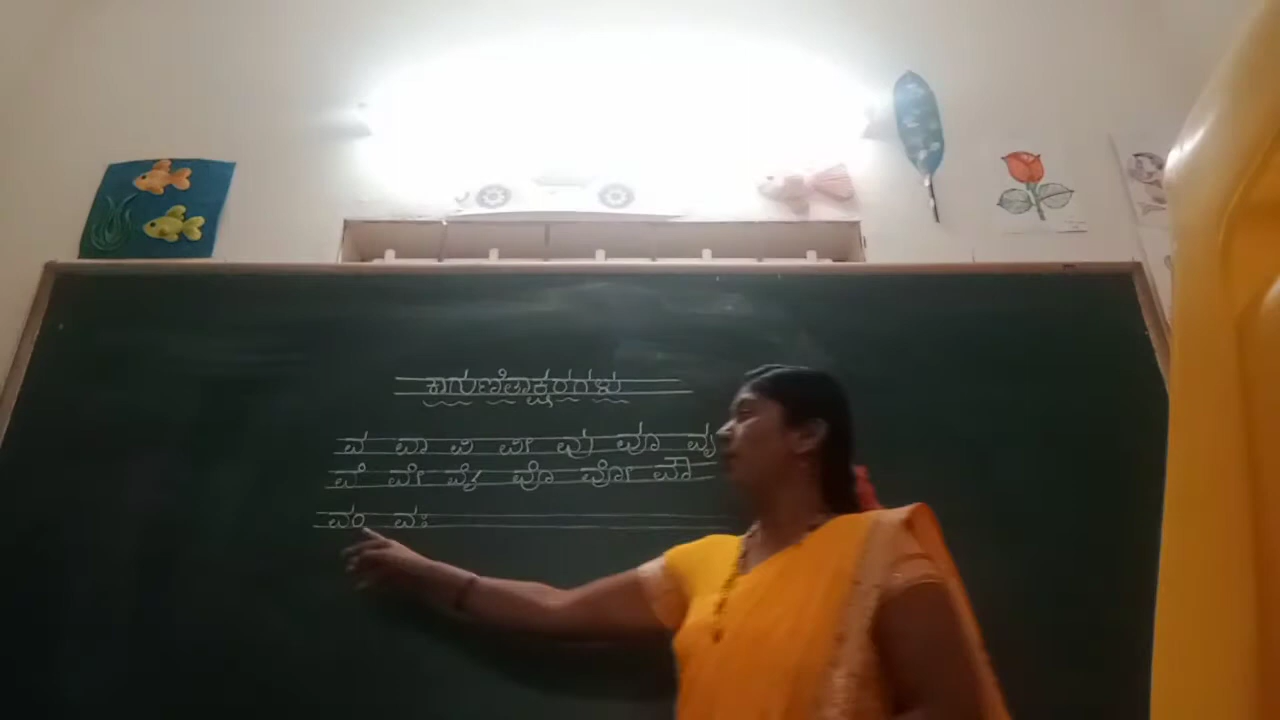 ಕಾಗುಣಿತಾಕ್ಷರಗಳು
ವ ವಾ ವಿ ವೀ ವು ವೂ ವೃ
ವೆ ವೇ ವೈ ವೊ ವೋ ವೌ
ವಂ ವಃ